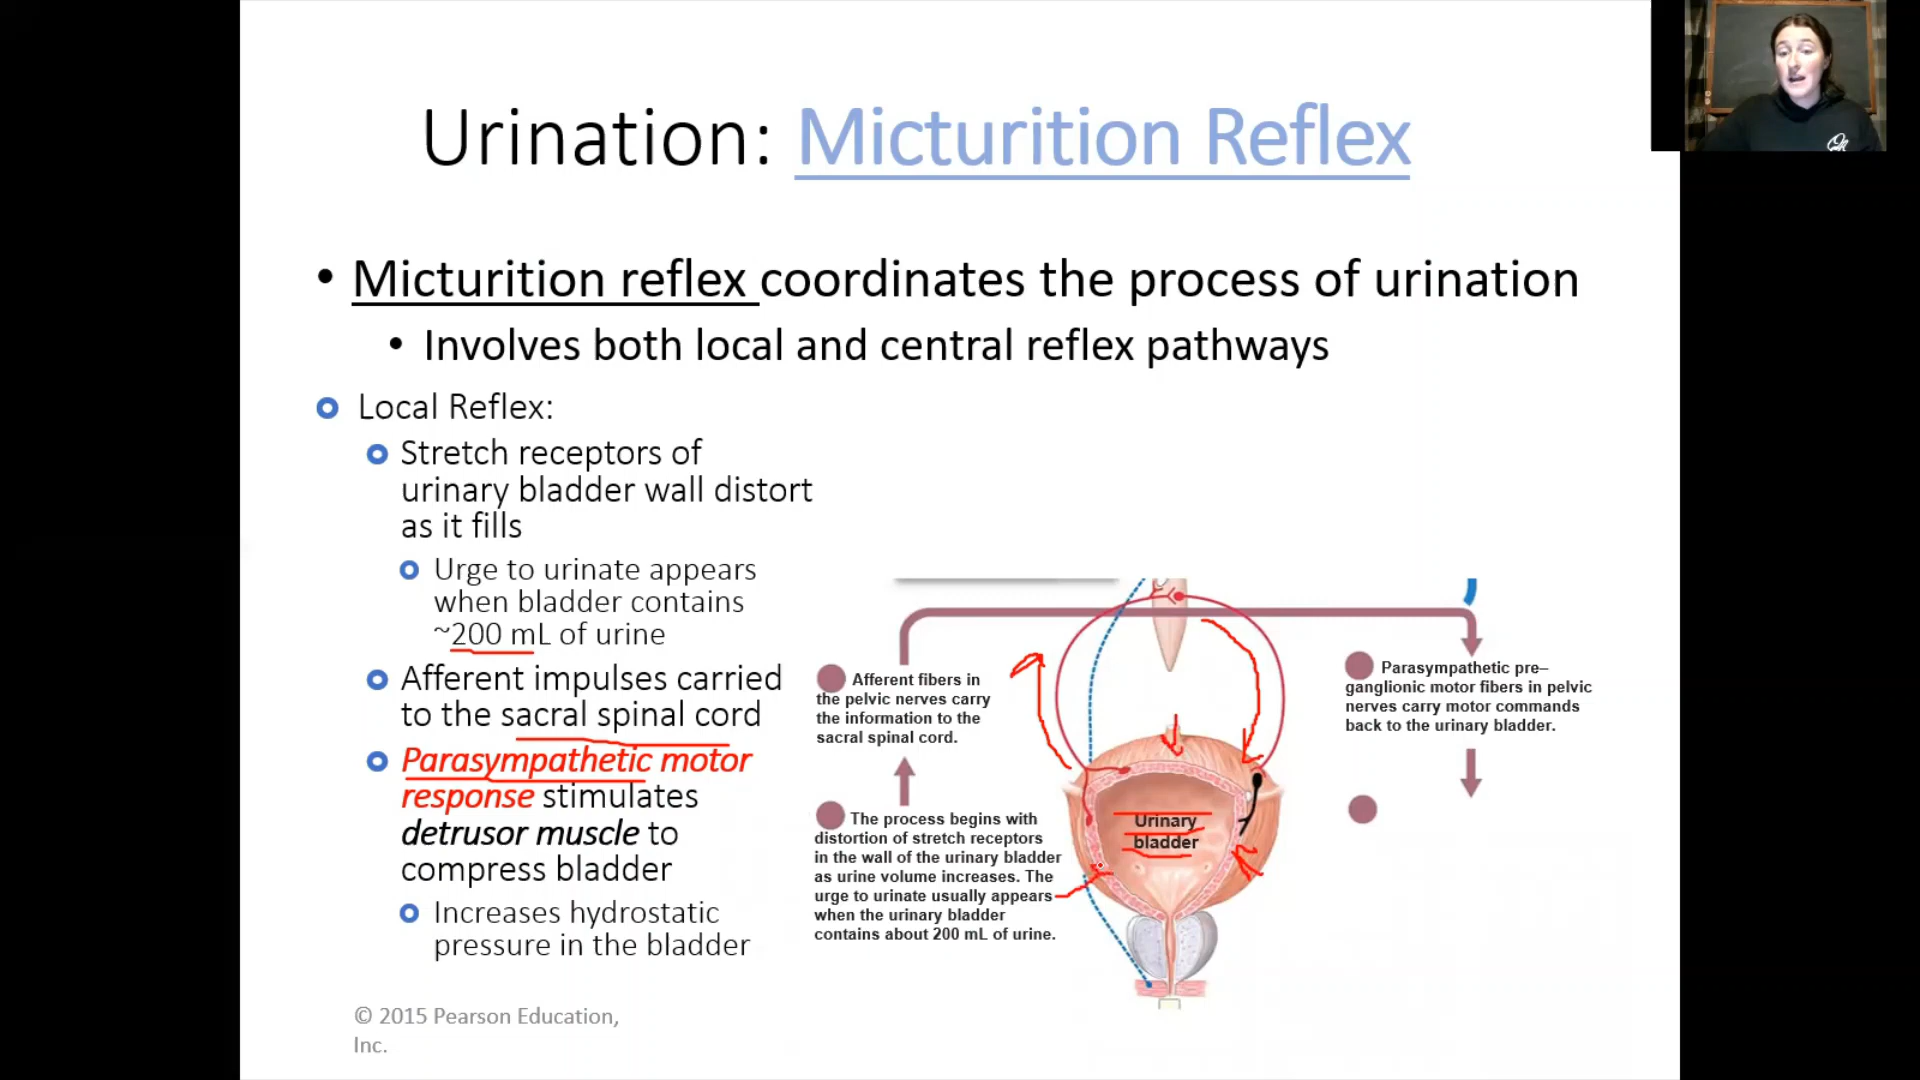 Urination: Micturition Reflex
• Micturition reflex coordinates the process of urination
• Involves both local and central reflex pathways
Local Reflex:
Stretch receptors of
urinary bladder wall distort
as it fills
Urge to urinate appears
when bladder contains
~200 mL of urine
Afferent impulses carried
to the sacral spinal cord
Parasympathetic motor
response stimulates
detrusor muscle to
compress bladder
Increases hydrostatic
pressure in the bladder
Afferent fibers in
the pelvic nerves carry
the information to the
sacral spinal cord.
The process begins with
distortion of stretch receptors
in the wall of the urinary bladder
as urine volume increases. The
urge to urinate usually appears
when the urinary bladder
contains about 200 mL of urine.
Urinary
bladder
Parasympathetic pre–
ganglionic motor fibers in pelvic
nerves carry motor commands
back to the urinary bladder.
© 2015 Pearson Education,
Inc.